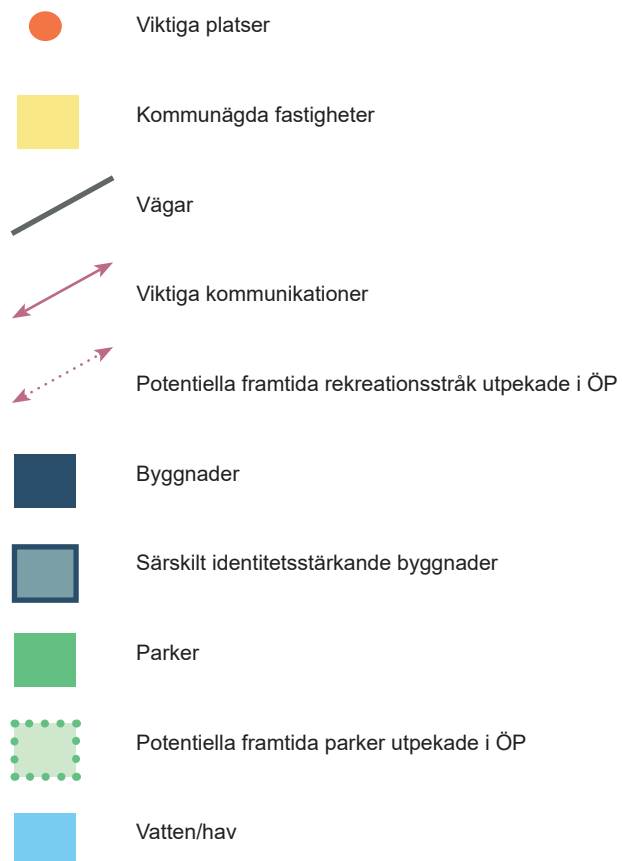 Viktiga platser
Kommunägda fastigheter
Vägar
Viktiga kommunikationer
Potentiella framtida rekreationsstråk utpekade i ÖP
Byggnader
Särskilt identitetsstärkande byggnader
Parker
Potentiella framtida parker utpekade i ÖP
Vatten/hav